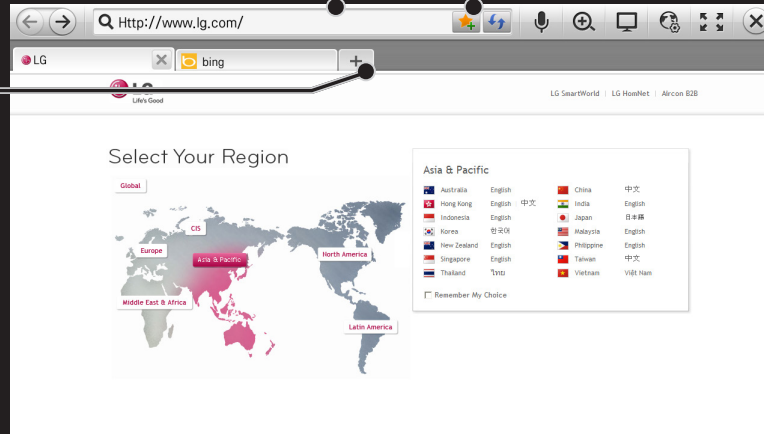 Http://www.lg.com/
LG
bing
LG
Life's Good
LG SmartWorld | LG HomNet | Aircon B2B
Select Your Region
Global
CIS
Europe
Asia & Pacific
North America
Middle East & Africa
Latin America
Asia & Pacific
Australia English China 中文
Hong Kong English | 中文 India English
Indonesia English Japan 日本語
Korea 한국어 Malaysia English
New Zealand English Philippine English
Singapore English Taiwan 中文
Thailand ไทย Vietnam Việt Nam
Remember My Choice